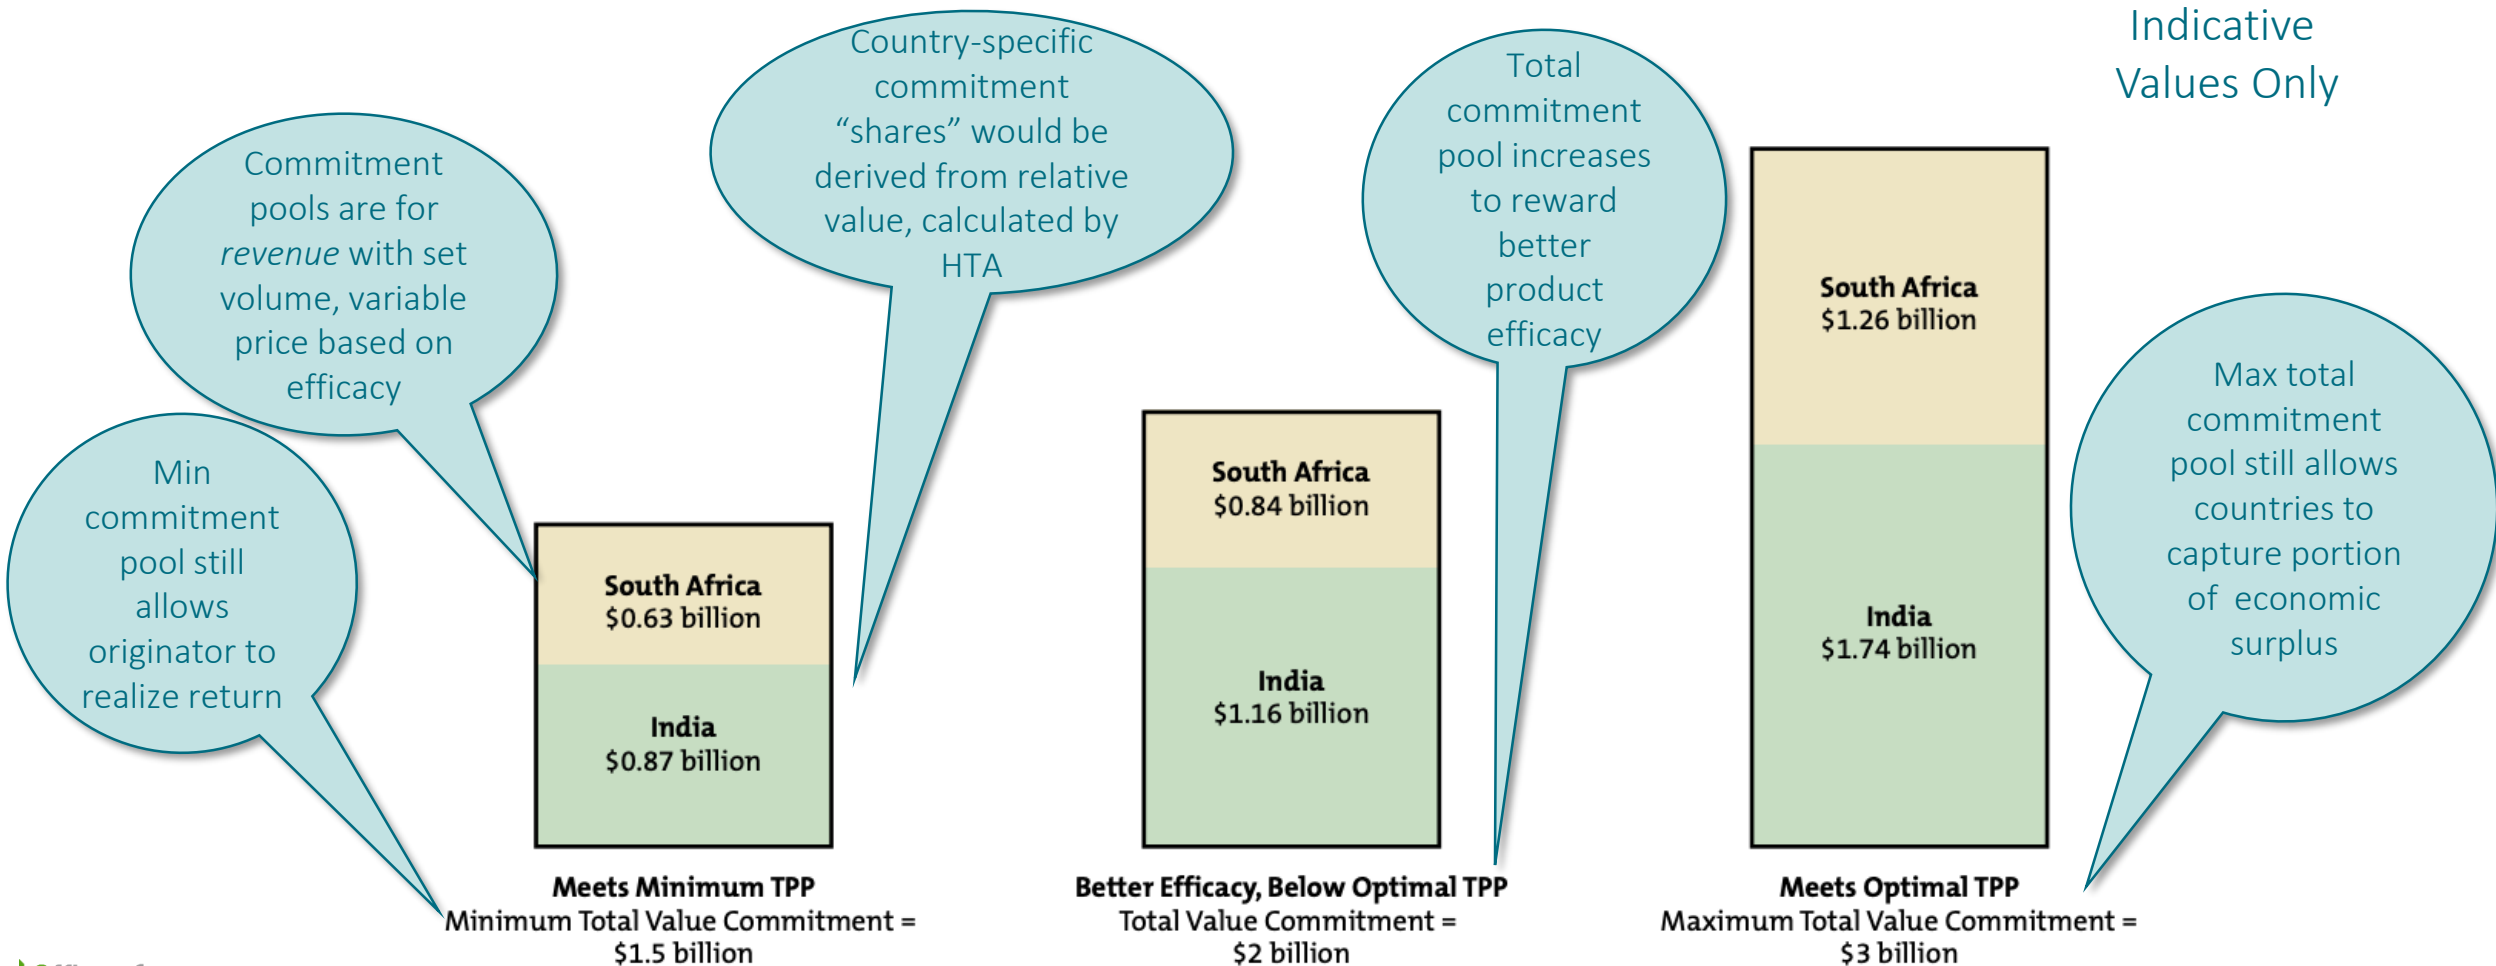 Indicative
Values Only
Commitment
pools are for
revenue with set
volume, variable
price based on
efficacy
Country-specific
commitment
“shares” would be
derived from relative
value, calculated by
HTA
Total
commitment
pool increases
to reward
better
product
efficacy
Min
commitment
pool still
allows
originator to
realize return
Max total
commitment
pool still allows
countries to
capture portion
of economic
surplus
South Africa
$0.63 billion
India
$0.87 billion
Meets Minimum TPP
Minimum Total Value Commitment =
$1.5 billion
South Africa
$0.84 billion
India
$1.16 billion
Better Efficacy, Below Optimal TPP
Total Value Commitment =
$2 billion
South Africa
$1.26 billion
India
$1.74 billion
Meets Optimal TPP
Maximum Total Value Commitment =
$3 billion